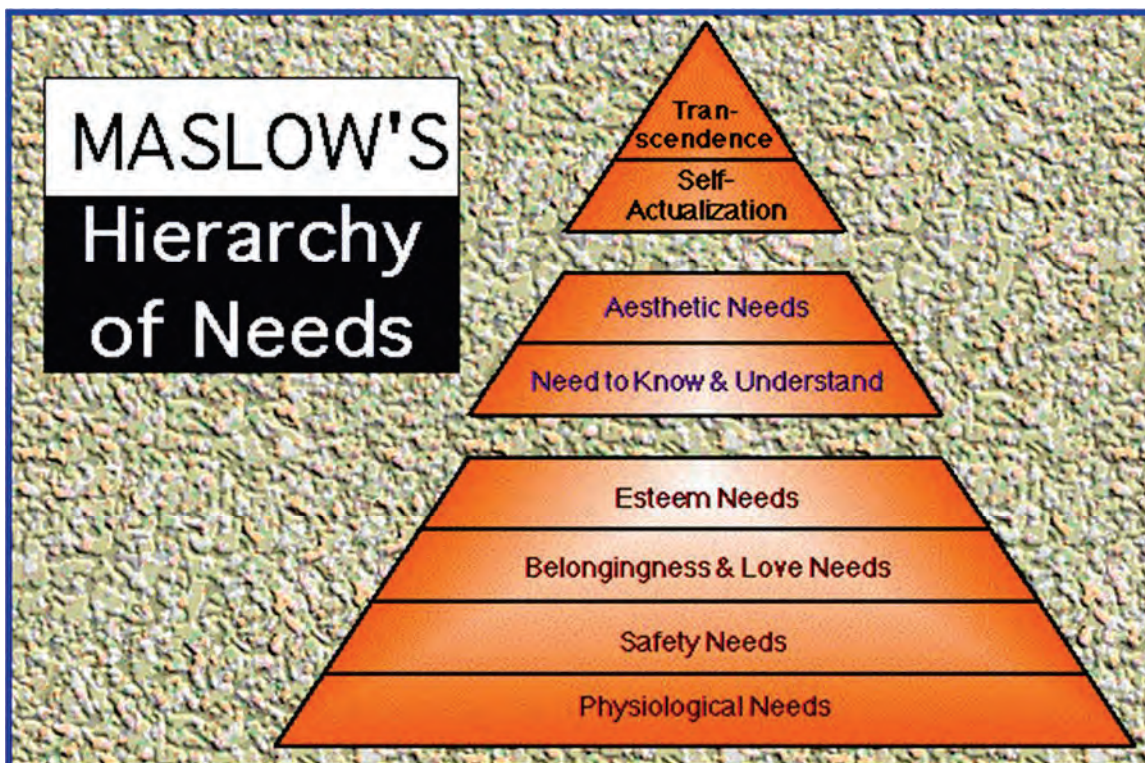 MASLOW'S
Hierarchy
of Needs
Tran-
scendence
Self-
Actualization
Aesthetic Needs
Need to Know & Understand
Esteem Needs
Belongingness & Love Needs
Safety Needs
Physiological Needs